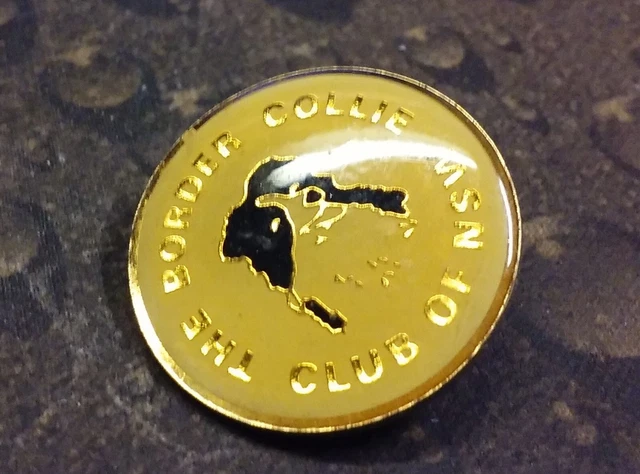 THE BORDER COLLIE CLUB OF NSW